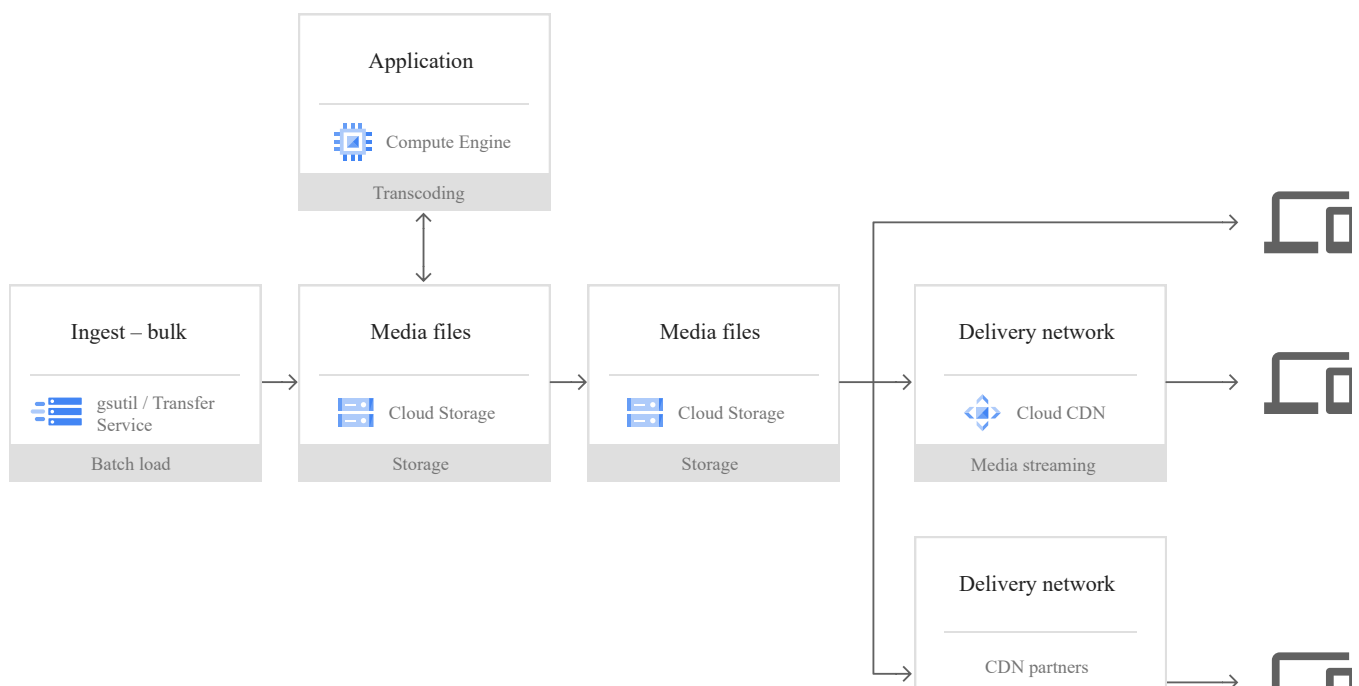 Application
Compute Engine
Transcoding
Ingest – bulk
gsutil / Transfer
Service
Batch load
Media files
Cloud Storage
Storage
Media files
Cloud Storage
Storage
Delivery network
Cloud CDN
Media streaming
Delivery network
CDN partners